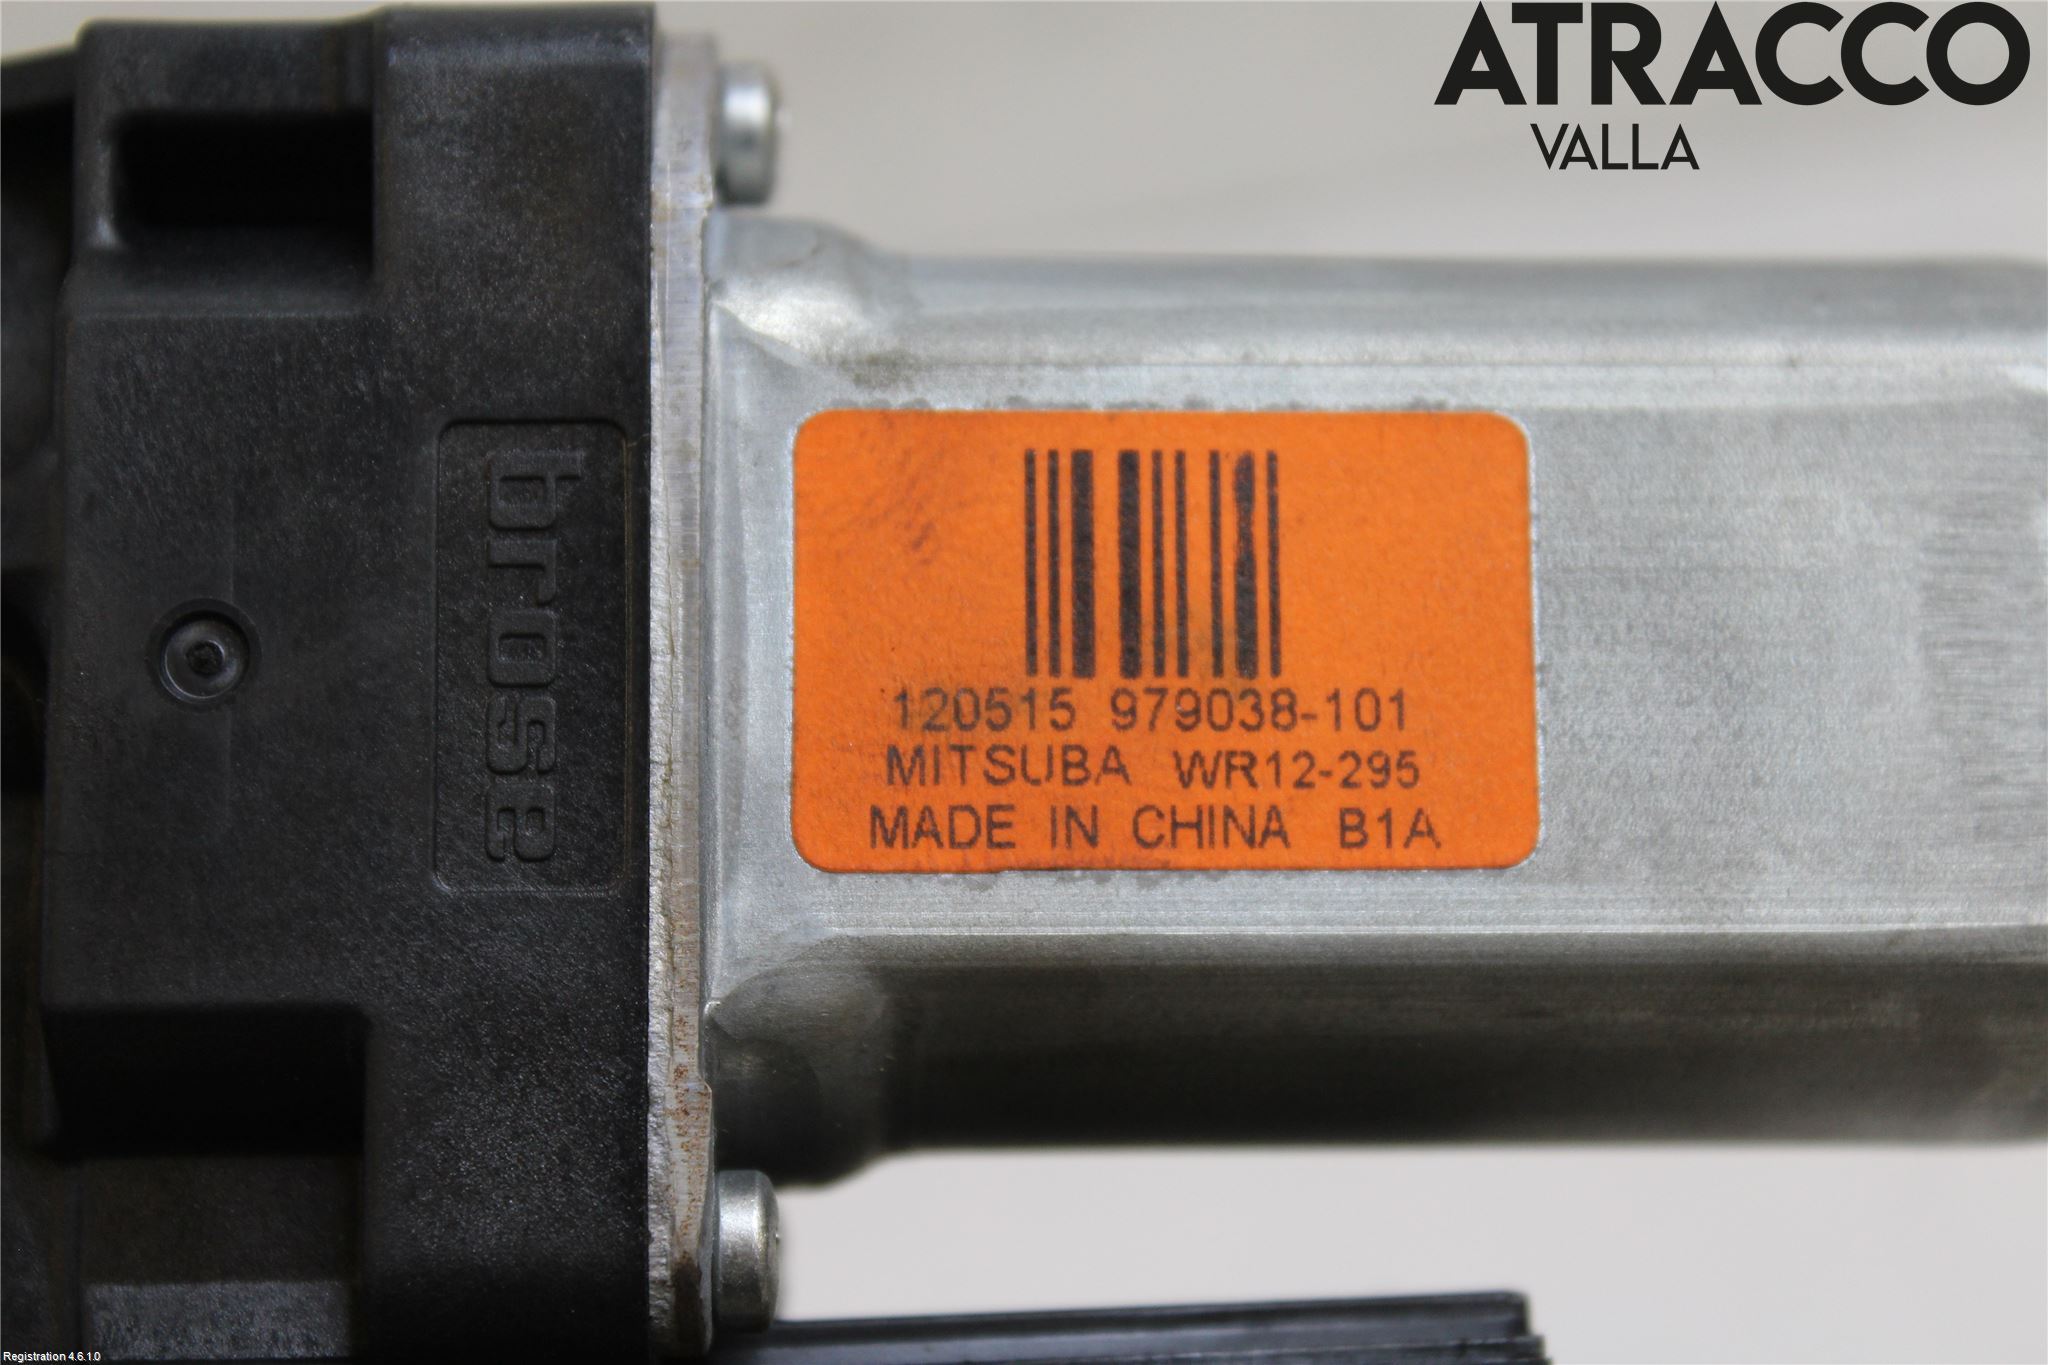 ATRACCO
VALLA
brose
120515 979038-101
MITSUBA WR12-295
MADE IN CHINA B1A
Registration 4.6.1.0